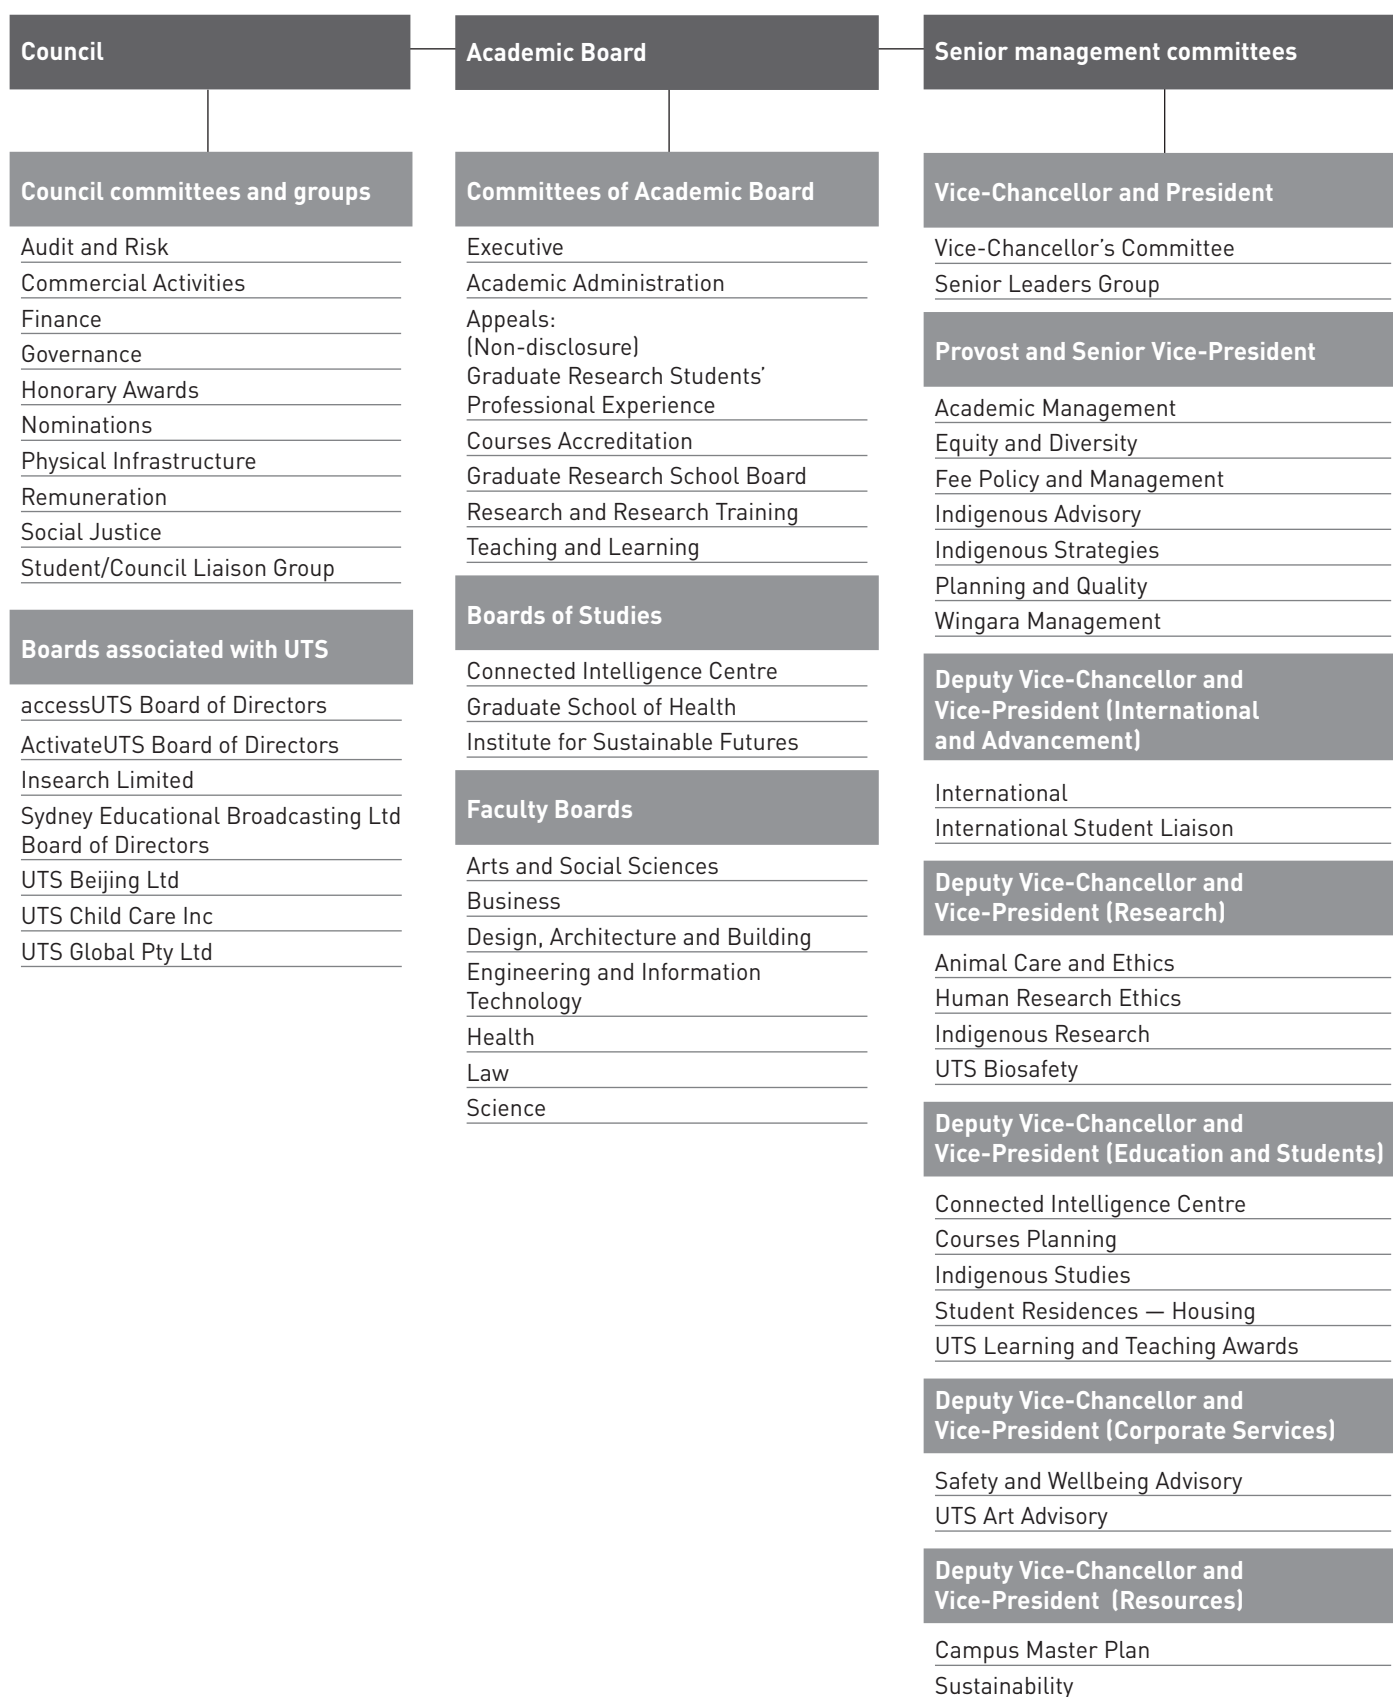 Council
Council committees and groups
Audit and Risk
Commercial Activities
Finance
Governance
Honorary Awards
Nominations
Physical Infrastructure
Remuneration
Social Justice
Student/Council Liaison Group
Boards associated with UTS
accessUTS Board of Directors
ActivateUTS Board of Directors
Insearch Limited
Sydney Educational Broadcasting Ltd
Board of Directors
UTS Beijing Ltd
UTS Child Care Inc
UTS Global Pty Ltd
Academic Board
Committees of Academic Board
Executive
Academic Administration
Appeals:
(Non-disclosure)
Graduate Research Students’
Professional Experience
Courses Accreditation
Graduate Research School Board
Research and Research Training
Teaching and Learning
Boards of Studies
Connected Intelligence Centre
Graduate School of Health
Institute for Sustainable Futures
Faculty Boards
Arts and Social Sciences
Business
Design, Architecture and Building
Engineering and Information
Technology
Health
Law
Science
Senior management committees
Vice-Chancellor and President
Vice-Chancellor’s Committee
Senior Leaders Group
Provost and Senior Vice-President
Academic Management
Equity and Diversity
Fee Policy and Management
Indigenous Advisory
Indigenous Strategies
Planning and Quality
Wingara Management
Deputy Vice-Chancellor and
Vice-President (International
and Advancement)
International
International Student Liaison
Deputy Vice-Chancellor and
Vice-President (Research)
Animal Care and Ethics
Human Research Ethics
Indigenous Research
UTS Biosafety
Deputy Vice-Chancellor and
Vice-President (Education and Students)
Connected Intelligence Centre
Courses Planning
Indigenous Studies
Student Residences — Housing
UTS Learning and Teaching Awards
Deputy Vice-Chancellor and
Vice-President (Corporate Services)
Safety and Wellbeing Advisory
UTS Art Advisory
Deputy Vice-Chancellor and
Vice-President (Resources)
Campus Master Plan
Sustainability